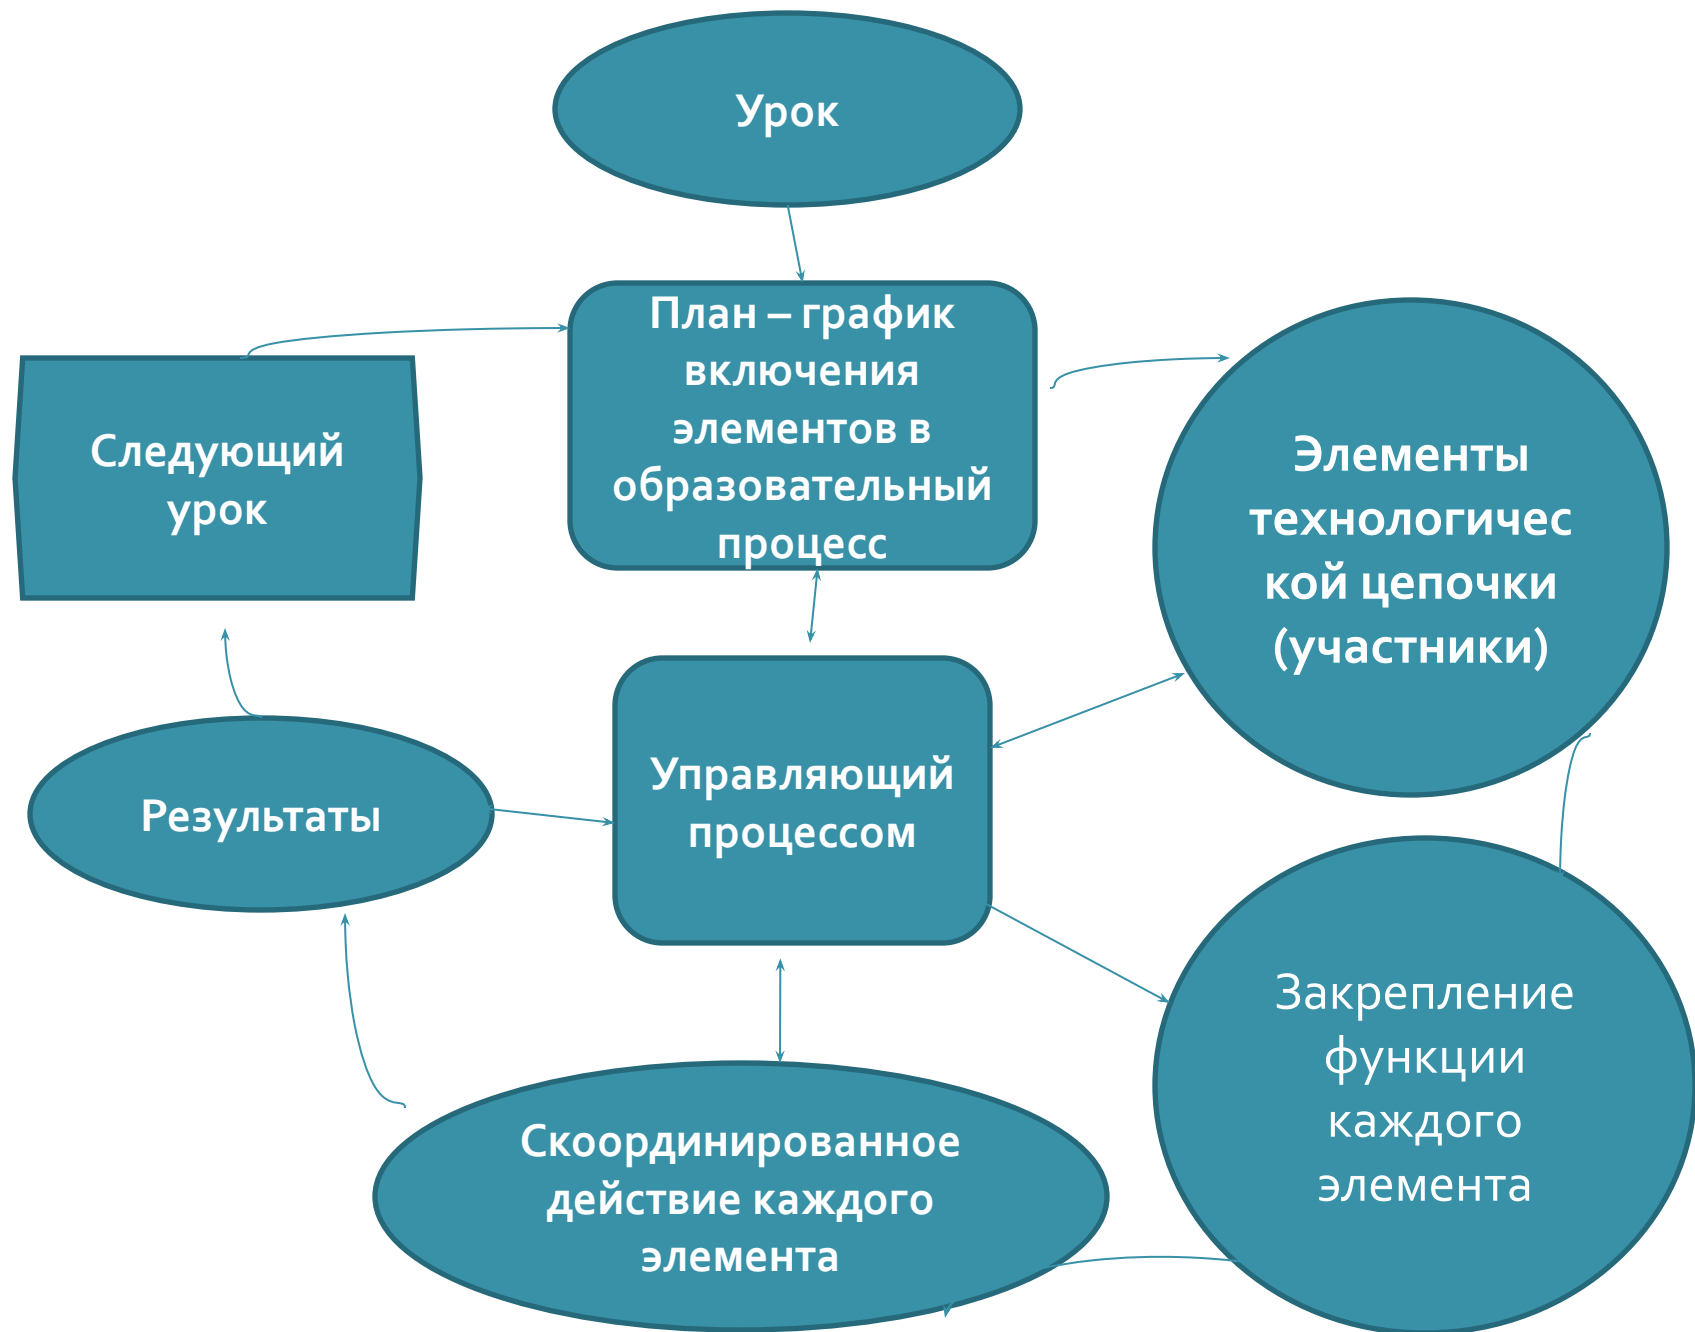 Урок
План – график
включения
элементов в
образовательный
процесс
Следующий
урок
Элементы
технологичес
кой цепочки
(участники)
Управляющий
процессом
Результаты
Закрепление
функции
каждого
элемента
Скоординированное
действие каждого
элемента